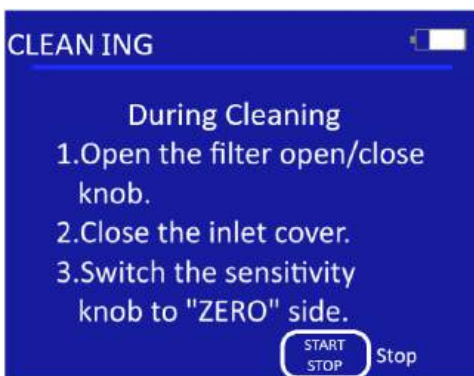 CLEAN ING
During Cleaning
1.Open the filter open/close
knob.
2.Close the inlet cover.
3.Switch the sensitivity
knob to "ZERO" side.
START
STOP
Stop